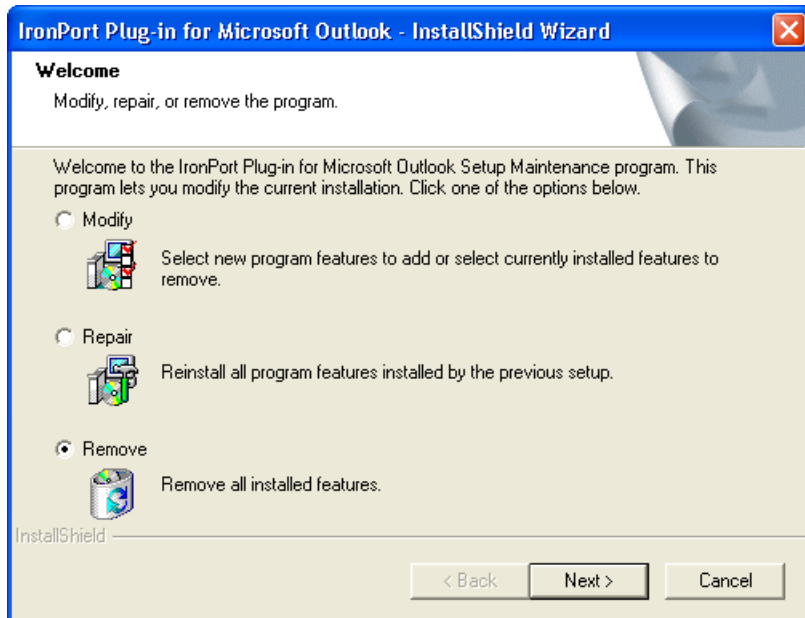 IronPort Plug-in for Microsoft Outlook - InstallShield Wizard
Welcome
Modify, repair, or remove the program.
Welcome to the IronPort Plug-in for Microsoft Outlook Setup Maintenance program. This
program lets you modify the current installation. Click one of the options below.
Modify
Select new program features to add or select currently installed features to
remove.
Repair
Reinstall all program features installed by the previous setup.
Remove
Remove all installed features.
InstallShield
< Back
Next >
Cancel